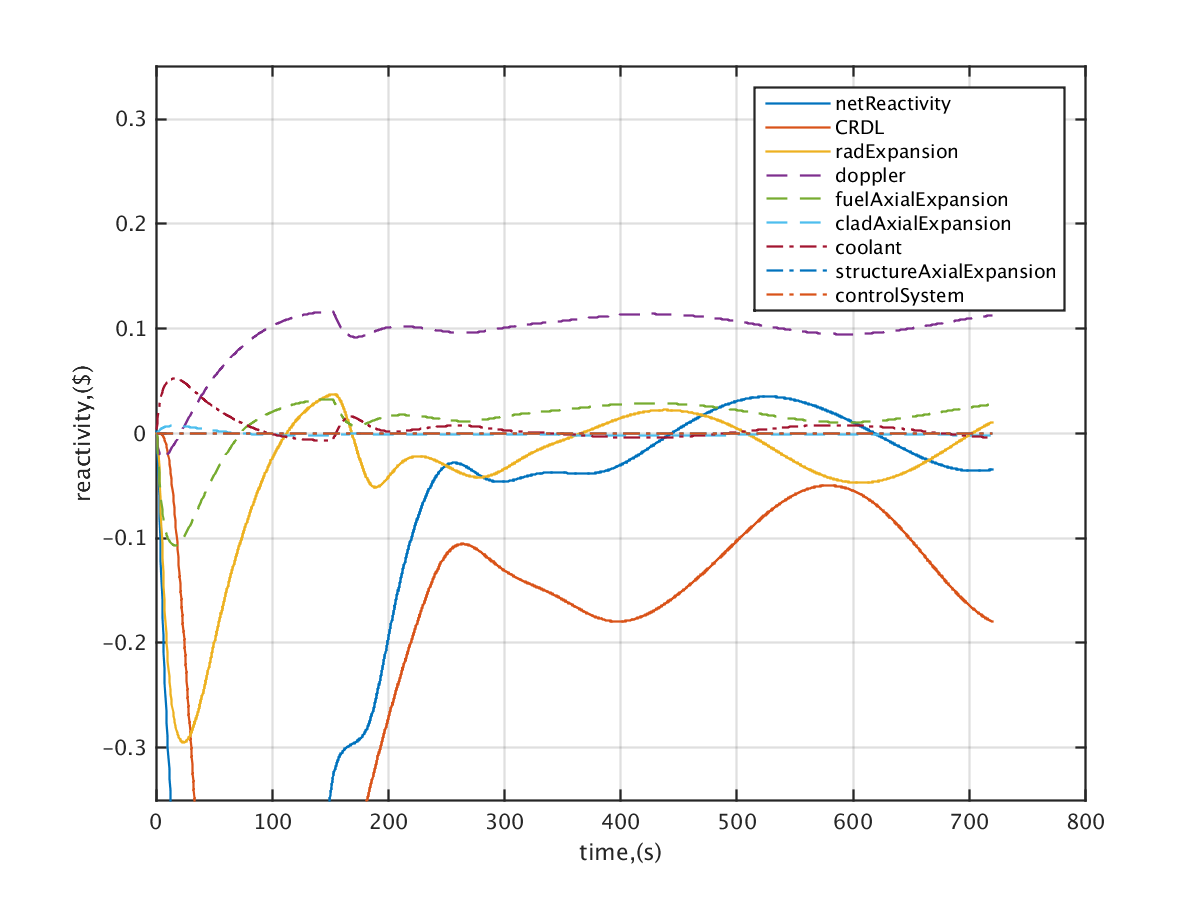 netReactivity
CRDL
radExpansion
doppler
fuelAxialExpansion
cladAxialExpansion
coolant
structureAxialExpansion
controlSystem
reactivity,($)
0.3
0.2
0.1
0
−0.1
−0.2
−0.3
0 100 200 300 400 500 600 700 800
time,(s)